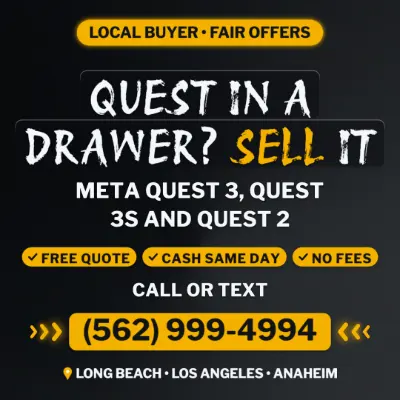 LOCAL BUYER • FAIR OFFERS
QUEST IN A
DRAWER? SELL IT
META QUEST 3, QUEST
3S AND QUEST 2
✓ FREE QUOTE ✓ CASH SAME DAY ✓ NO FEES
CALL OR TEXT
(562) 999-4994
LONG BEACH • LOS ANGELES • ANAHEIM